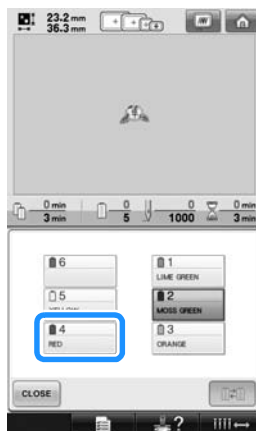 23.2 mm
36.3 mm
0 min
3 min
0
5
0
1000
0 min
3 min
6
1
LIME GREEN
5
2
MOSS GREEN
4
RED
3
ORANGE
CLOSE
?